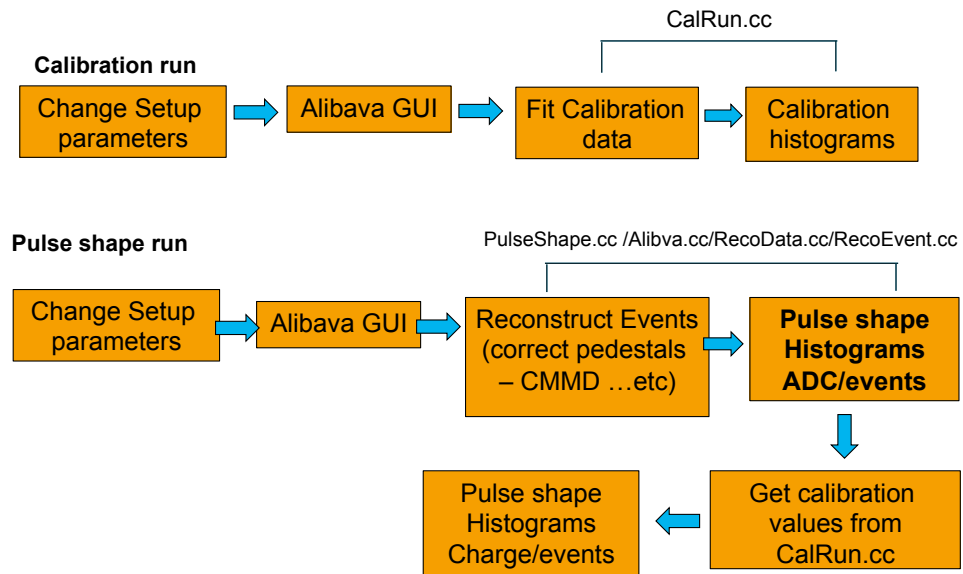 CalRun.cc
Calibration run
Change Setup
parameters
Alibava GUI
Fit Calibration
data
Calibration
histograms
Pulse shape run
PulseShape.cc /Alibva.cc/RecoData.cc/RecoEvent.cc
Change Setup
parameters
Alibava GUI
Reconstruct Events
(correct pedestals
– CMMD …etc)
Pulse shape
Histograms
ADC/events
Get calibration
values from
CalRun.cc
Pulse shape
Histograms
Charge/events